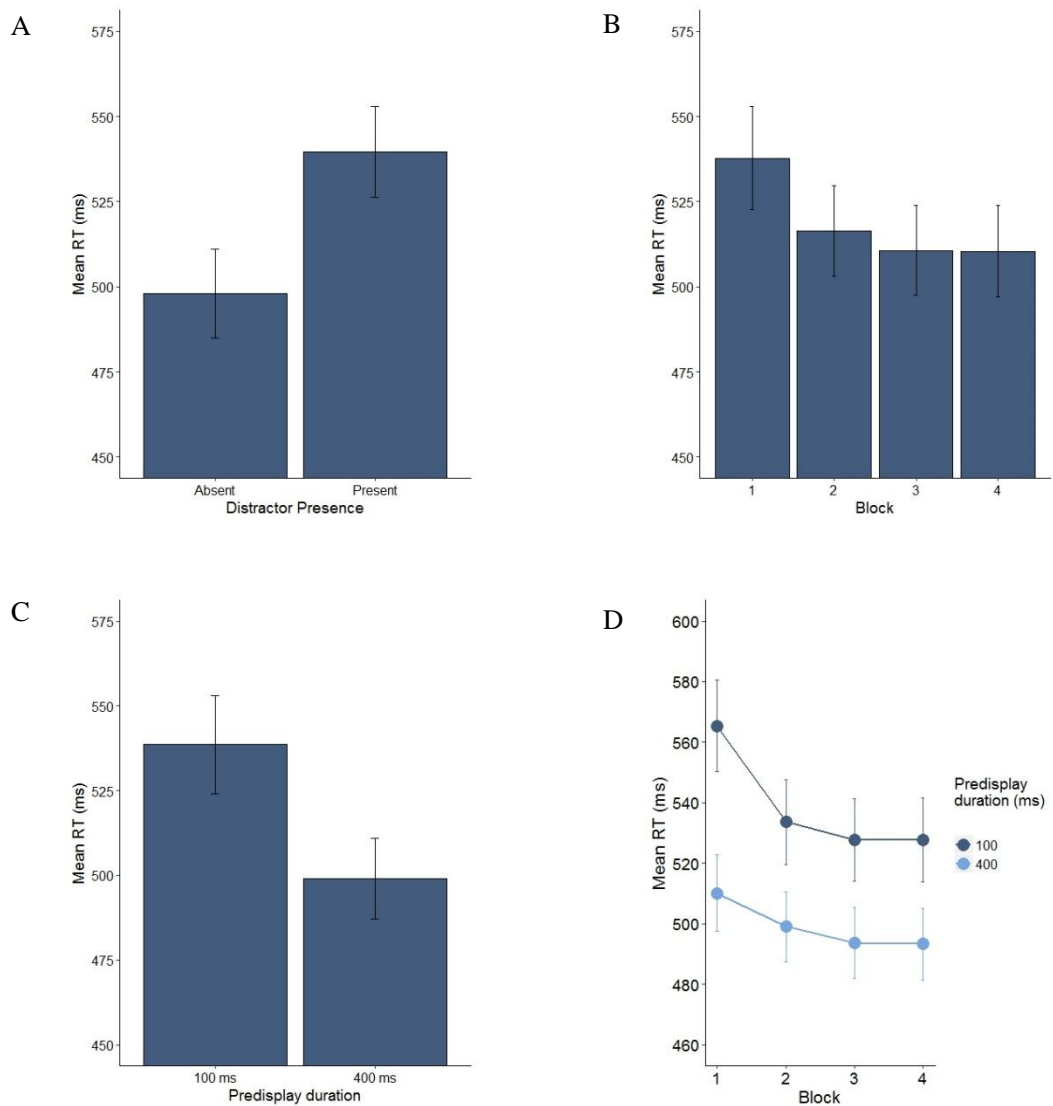 A
575
550
525
500
475
450
Mean RT (ms)
Absent
Present
Distractor Presence
B
575
550
525
500
475
450
Mean RT (ms)
1
2
3
4
Block
C
575
550
525
500
475
450
Mean RT (ms)
100 ms
400 ms
Predisplay duration
D
600
580
560
540
520
500
480
460
Mean RT (ms)
1
2
3
4
Block
Predisplay
duration (ms)
100
400